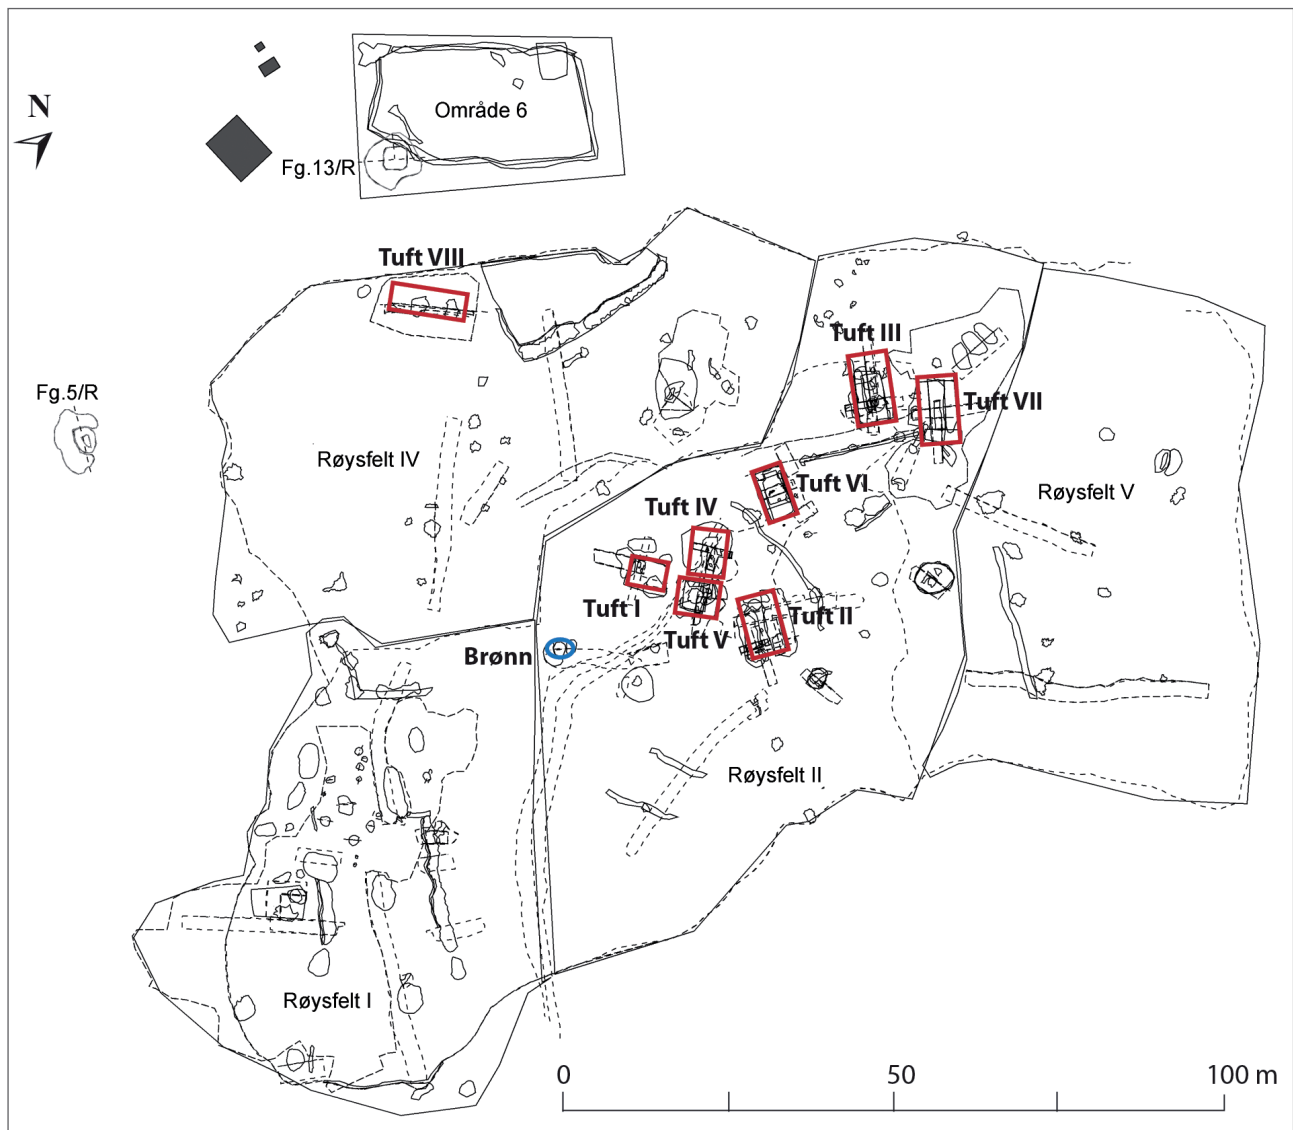 N
Område 6
Fg.13/R
Tuft VIII
Tuft III
Fg.5/R
Tuft VII
Røysfelt IV
Tuft VI
Røysfelt V
Tuft IV
Tuft I
Tuft II
Tuft V
Brønn
Røysfelt II
Røysfelt I
0 50 100 m